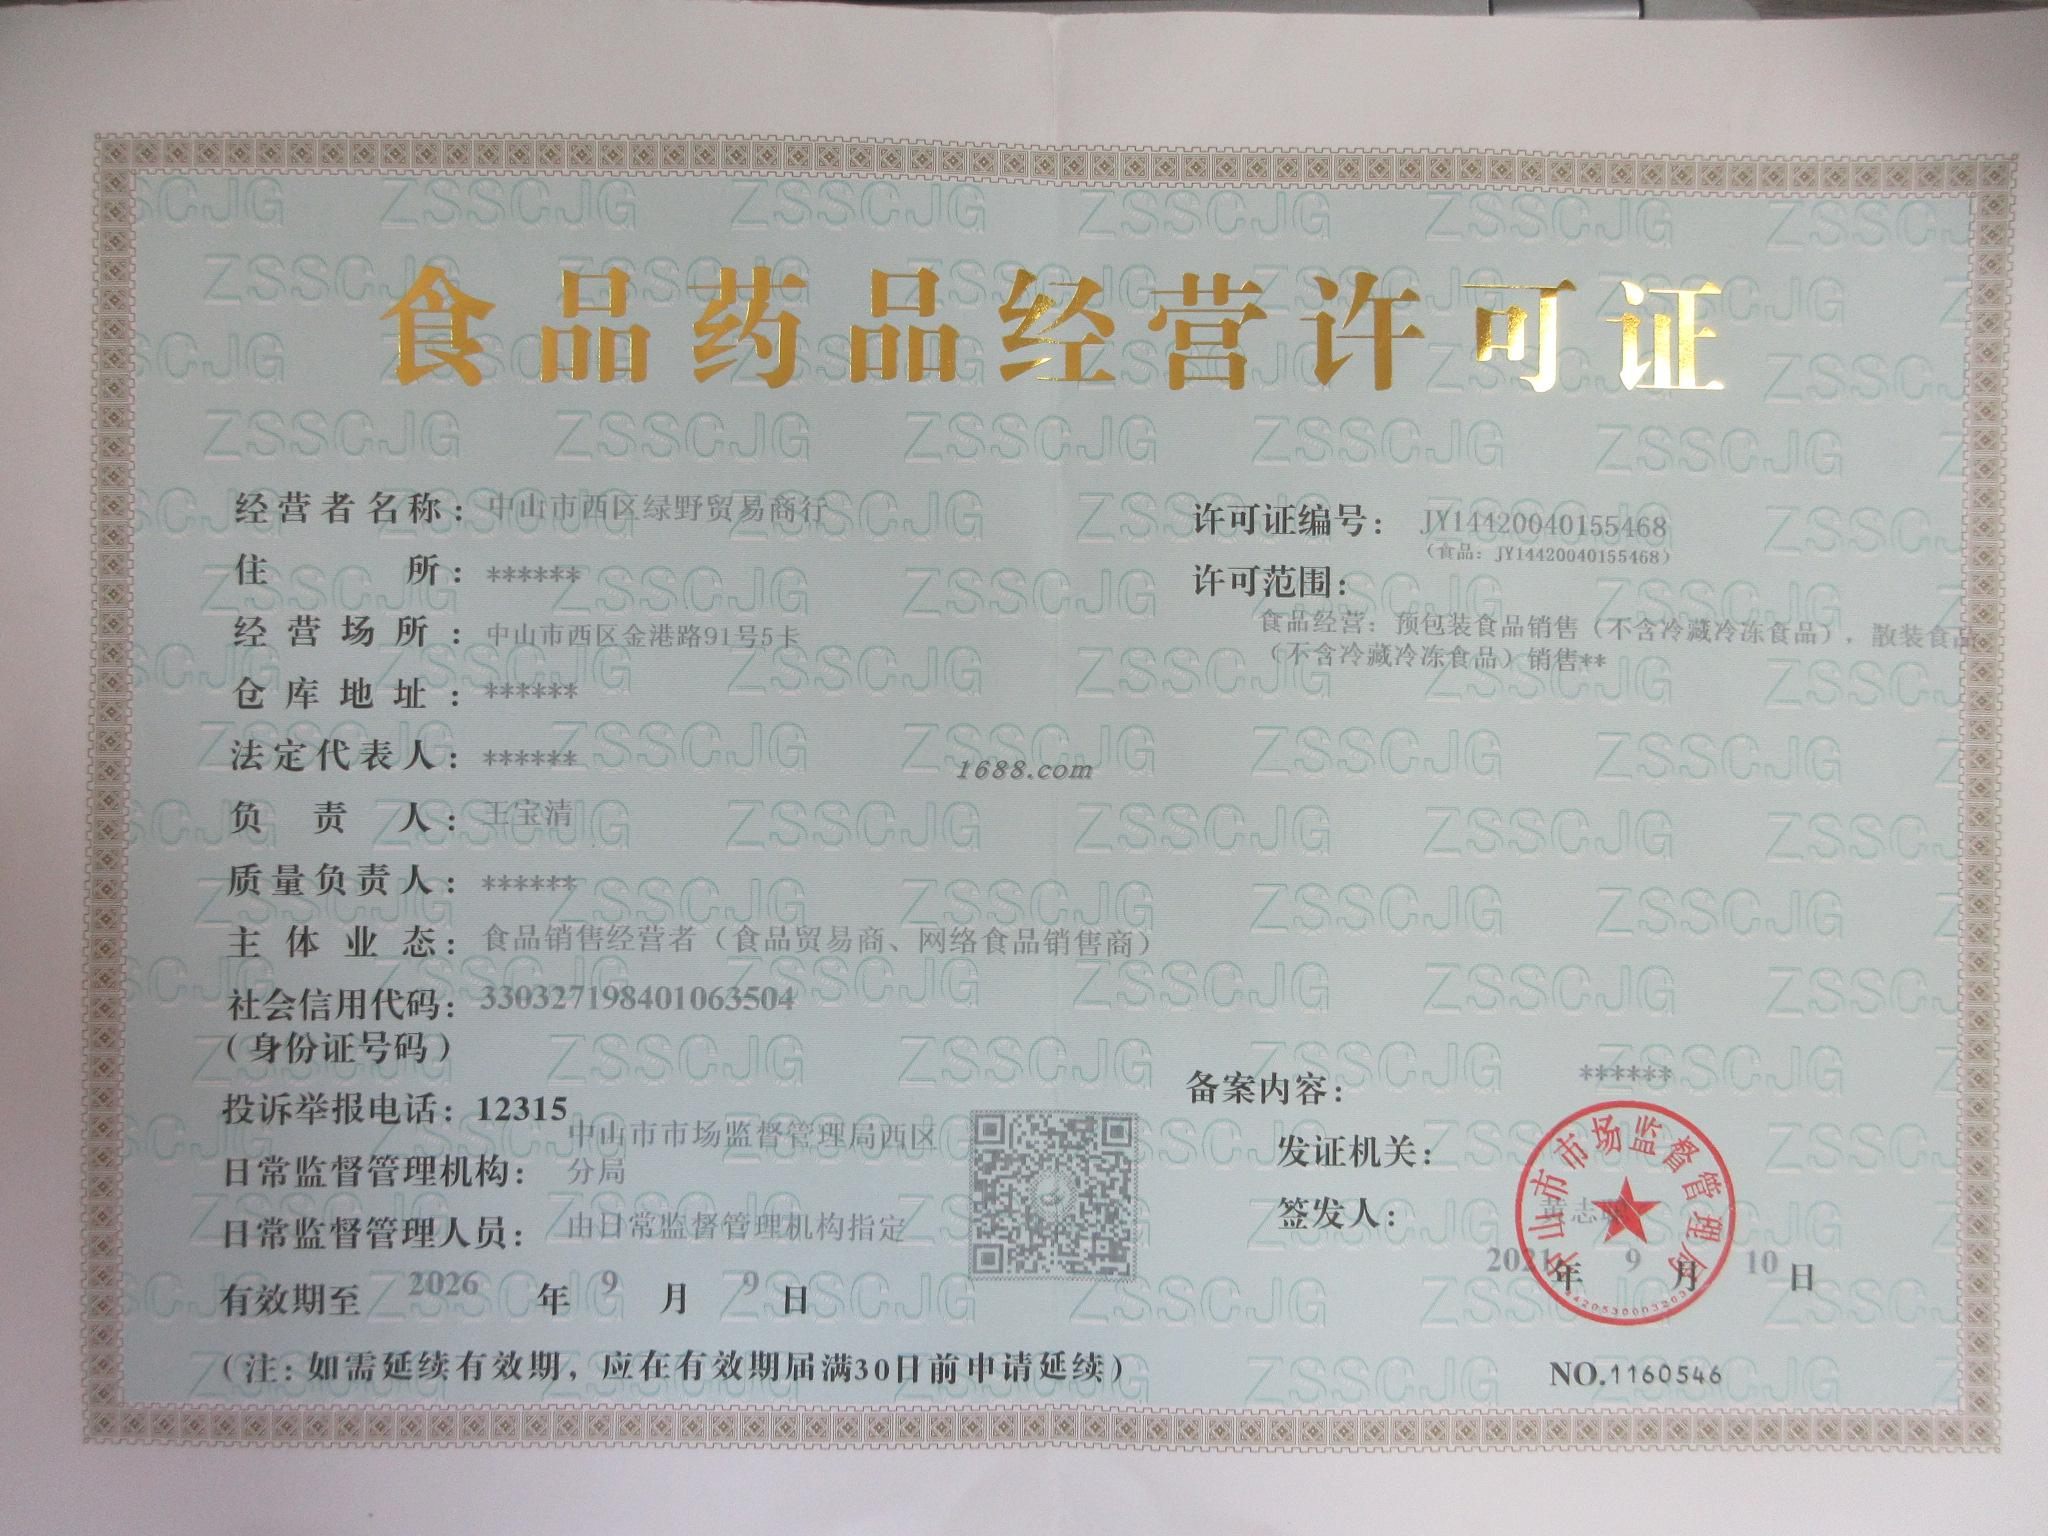 食品药品经营许可证
经营者名称：中山市西区绿野贸易商行
住所：******
经营场所：中山市西区金港路91号5卡
仓库地址：******
法定代表人：******
负责人：王宝清
质量负责人：******
主体业态：食品销售经营者（食品贸易商、网络食品销售商）
社会信用代码：330327198401063504
（身份证号码）
投诉举报电话：12315
日常监督管理机构：中山市市场监督管理局西区
分局
日常监督管理人员：由日常监督管理机构指定
有效期至 2026 年 9 月 9 日
（注：如需延续有效期，应在有效期届满30日前申请延续）
许可证编号：JY14420040155468
（食品：JY14420040155468）
许可范围：
食品经营：预包装食品销售（不含冷藏冷冻食品），散装食品
（不含冷藏冷冻食品）销售**
1688.com
备案内容：******
发证机关：
中山市市场监督管理局
签发人：
2021 年 9 月 10 日
NO.1160546
ZSSCJG